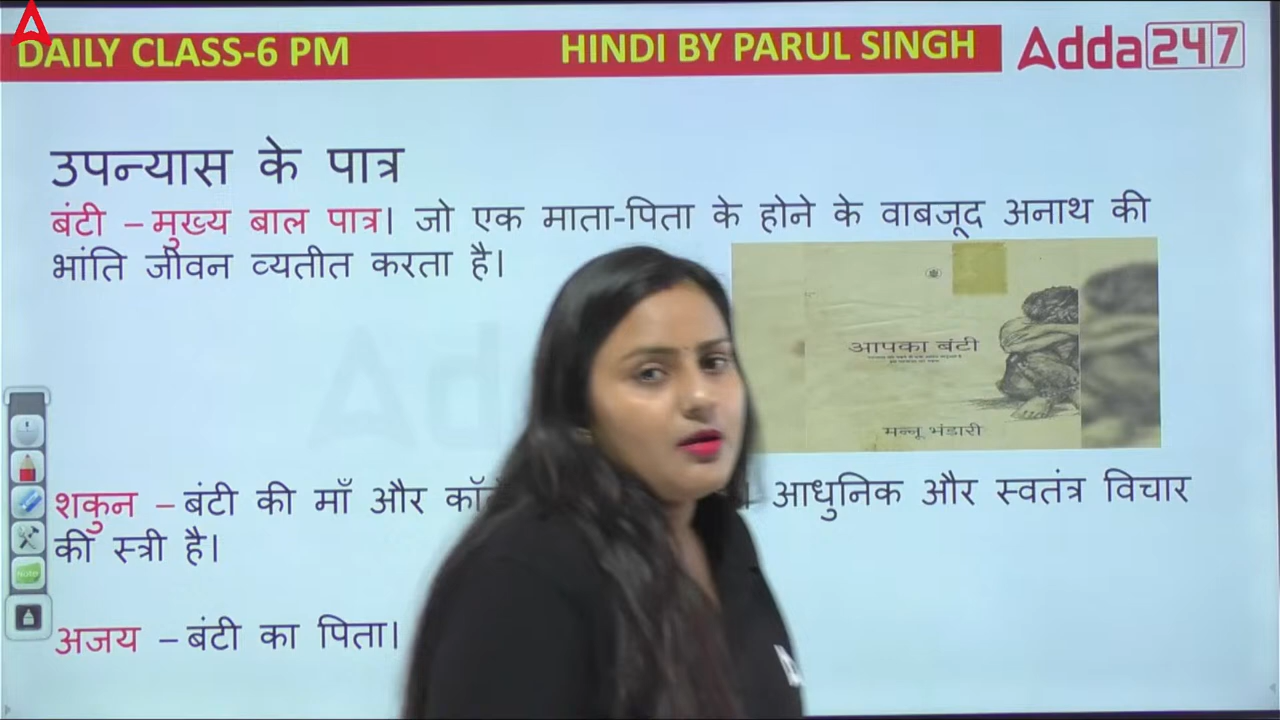 DAILY CLASS-6 PM
HINDI BY PARUL SINGH
Adda247
उपन्यास के पात्र
बंटी – मुख्य बाल पात्र। जो एक माता-पिता के होने के वाबजूद अनाथ की
भांति जीवन व्यतीत करता है।
आपका बंटी
मन्नू भंडारी
शकुन – बंटी की माँ और आधुनिक और स्वतंत्र विचार
की स्त्री है।
अजय – बंटी का पिता।